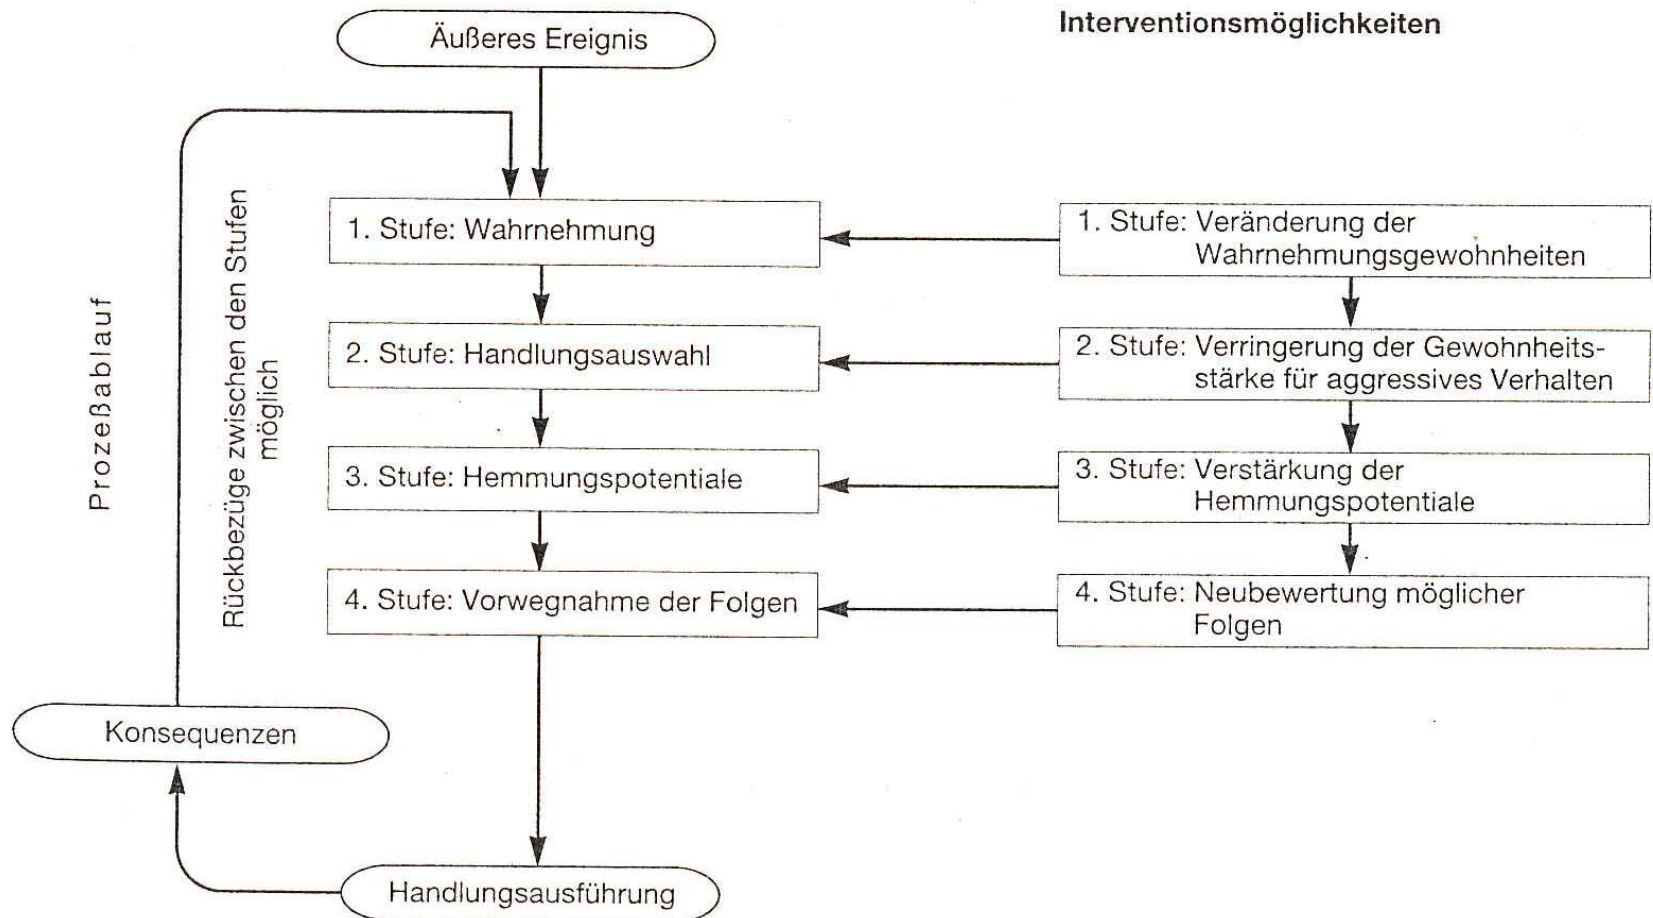 Äußeres Ereignis
Interventionsmöglichkeiten
Prozeßablauf
Rückbezüge zwischen den Stufen
möglich
1. Stufe: Wahrnehmung
2. Stufe: Handlungsauswahl
3. Stufe: Hemmungspotentiale
4. Stufe: Vorwegnahme der Folgen
1. Stufe: Veränderung der
Wahrnehmungsgewohnheiten
2. Stufe: Verringerung der Gewohnheits-
stärke für aggressives Verhalten
3. Stufe: Verstärkung der
Hemmungspotentiale
4. Stufe: Neubewertung möglicher
Folgen
Konsequenzen
Handlungsausführung